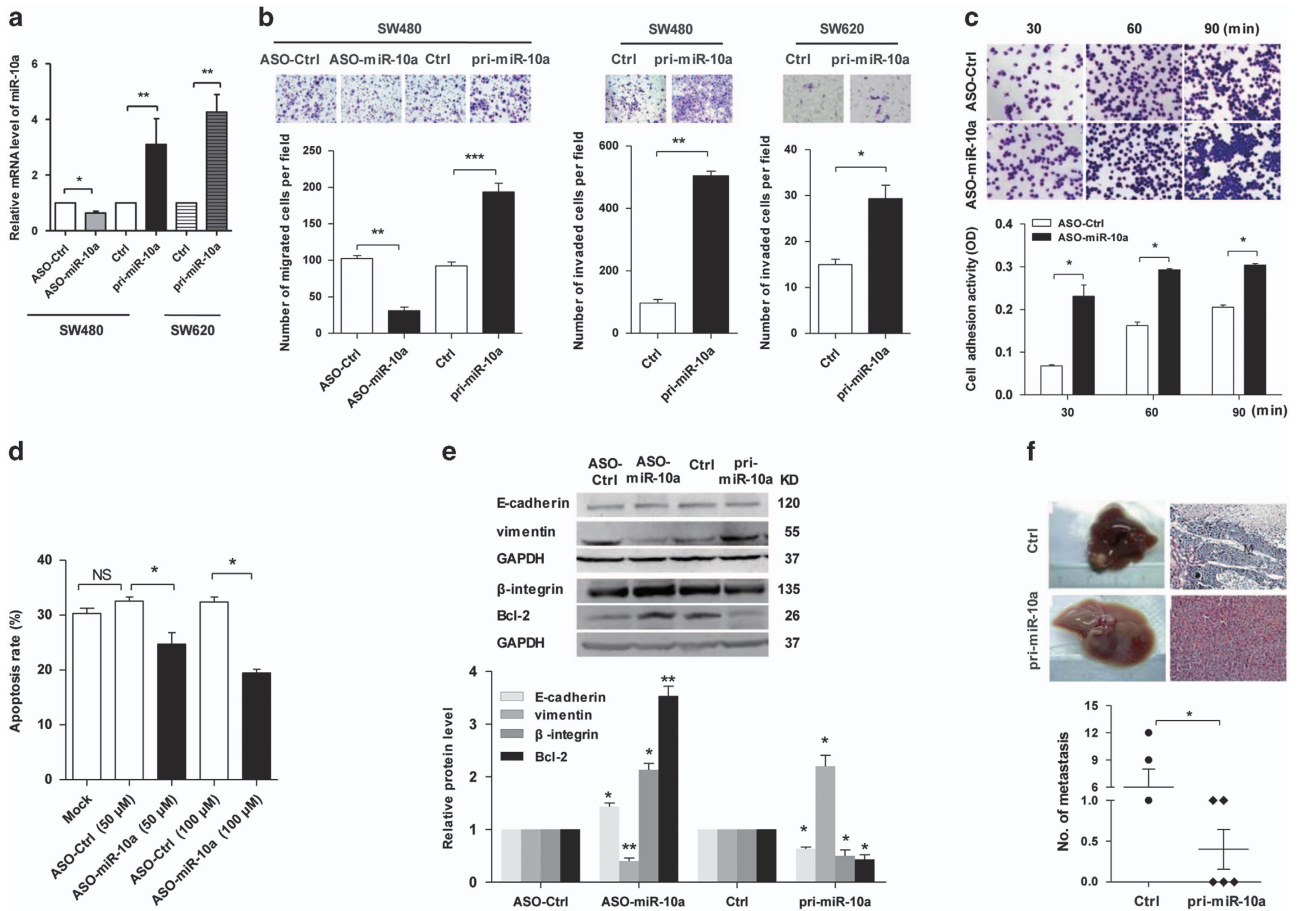 a
Relative mRNA level of miR-10a
6
4
2
0
*
**
**
ASO-Ctrl
ASO-miR-10a
Ctrl
pri-miR-10a
Ctrl
pri-miR-10a
SW480
SW620
b
SW480
ASO-Ctrl ASO-miR-10a Ctrl pri-miR-10a
Number of migrated cells per field
250
200
150
100
50
0
**
***
ASO-Ctrl
ASO-miR-10a
Ctrl
pri-miR-10a
SW480
Ctrl pri-miR-10a
Number of invaded cells per field
600
400
200
0
**
Ctrl
pri-miR-10a
SW620
Ctrl pri-miR-10a
Number of invaded cells per field
40
30
20
10
0
*
Ctrl
pri-miR-10a
c
30 60 90 (min)
ASO-Ctrl
ASO-miR-10a
ASO-Ctrl
ASO-miR-10a
Cell adhesion activity (OD)
0.4
0.3
0.2
0.1
0.0
*
*
*
30 60 90 (min)
d
Apoptosis rate (%)
40
30
20
10
0
NS
*
*
Mock
ASO-Ctrl (50 µM)
ASO-miR-10a (50 µM)
ASO-Ctrl (100 µM)
ASO-miR-10a (100 µM)
e
ASO-
Ctrl
ASO-
miR-10a
Ctrl
pri-
miR-10a
KD
E-cadherin 120
vimentin 55
GAPDH 37
β-integrin 135
Bcl-2 26
GAPDH 37
Relative protein level
4
3
2
1
0
E-cadherin
vimentin
β -integrin
Bcl-2
*
**
*
**
*
*
*
*
ASO-Ctrl ASO-miR-10a Ctrl pri-miR-10a
f
Ctrl
M
pri-miR-10a
No. of metastasis
15
12
9
6
1.0
0.5
0.0
*
Ctrl pri-miR-10a